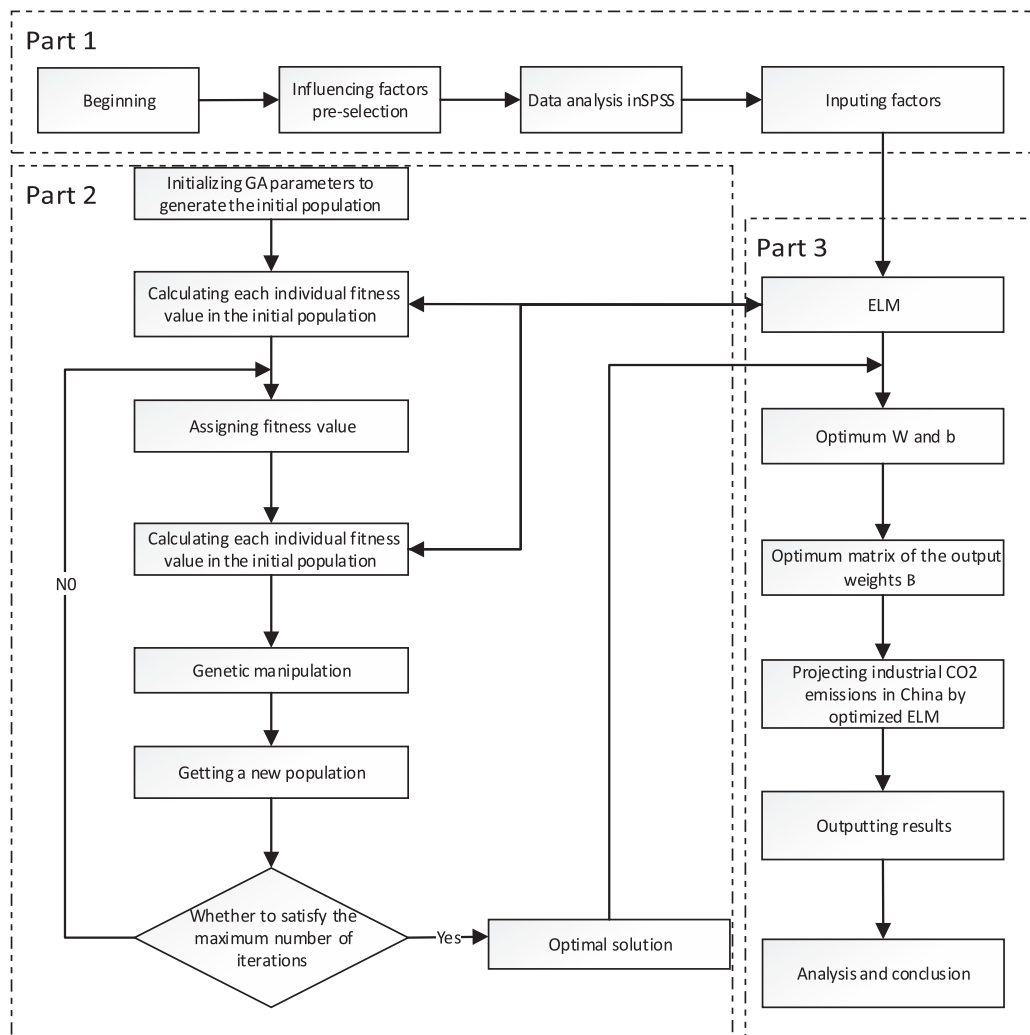 Part 1
Beginning
Influencing factors
pre-selection
Data analysis inSPSS
Inputing factors
Part 2
Initializing GA parameters to
generate the initial population
Calculating each individual fitness
value in the initial population
Assigning fitness value
Calculating each individual fitness
value in the initial population
N0
Genetic manipulation
Getting a new population
Whether to satisfy the
maximum number of
iterations
Yes
Optimal solution
Part 3
ELM
Optimum W and b
Optimum matrix of the output
weights B
Projecting industrial CO2
emissions in China by
optimized ELM
Outputting results
Analysis and conclusion